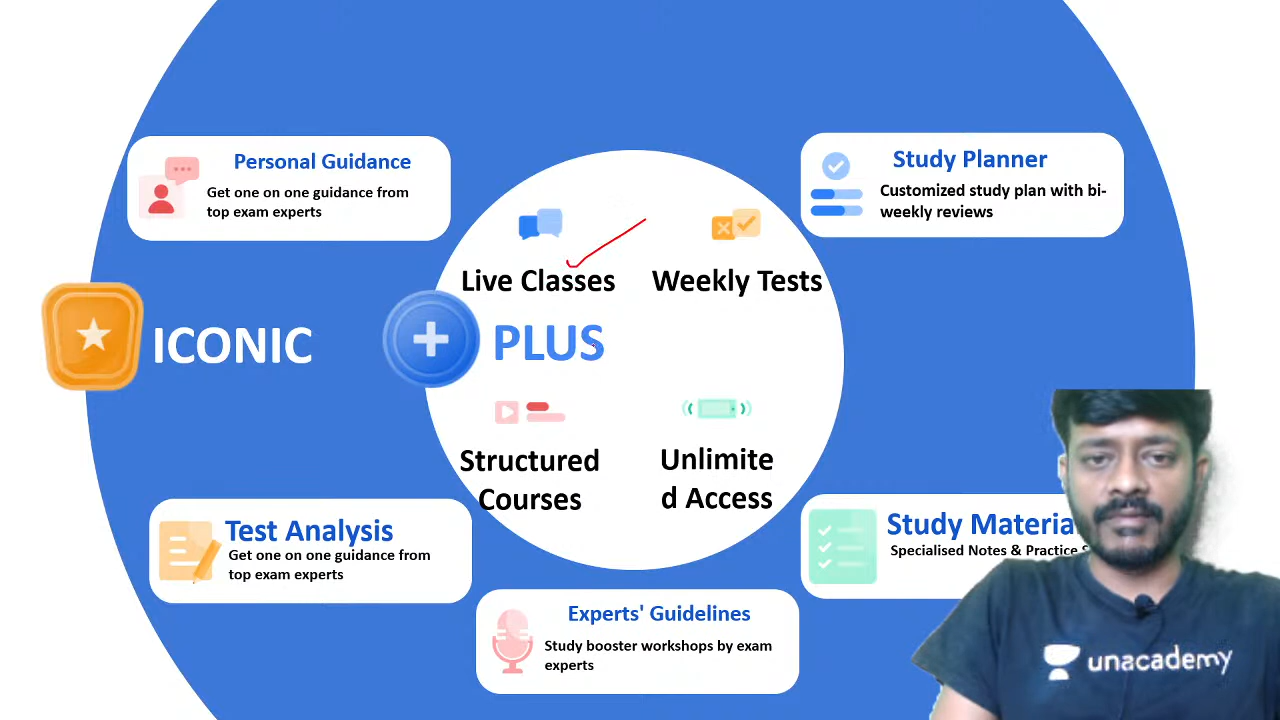 Personal Guidance
Get one on one guidance from
top exam experts
Study Planner
Customized study plan with bi-
weekly reviews
Live Classes
Weekly Tests
ICONIC
PLUS
Structured
Courses
Unlimite
d Access
Test Analysis
Get one on one guidance from
top exam experts
Study Materia
Specialised Notes & Practice S
Experts' Guidelines
Study booster workshops by exam
experts
unacademy